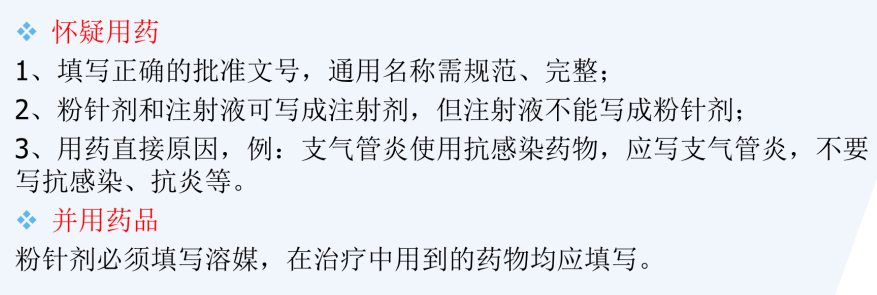 ❖ 怀疑用药
1、填写正确的批准文号，通用名称需规范、完整；
2、粉针剂和注射液可写成注射剂，但注射液不能写成粉针剂；
3、用药直接原因，例：支气管炎使用抗感染药物，应写支气管炎，不要
写抗感染、抗炎等。
❖ 并用药品
粉针剂必须填写溶媒，在治疗中用到的药物均应填写。